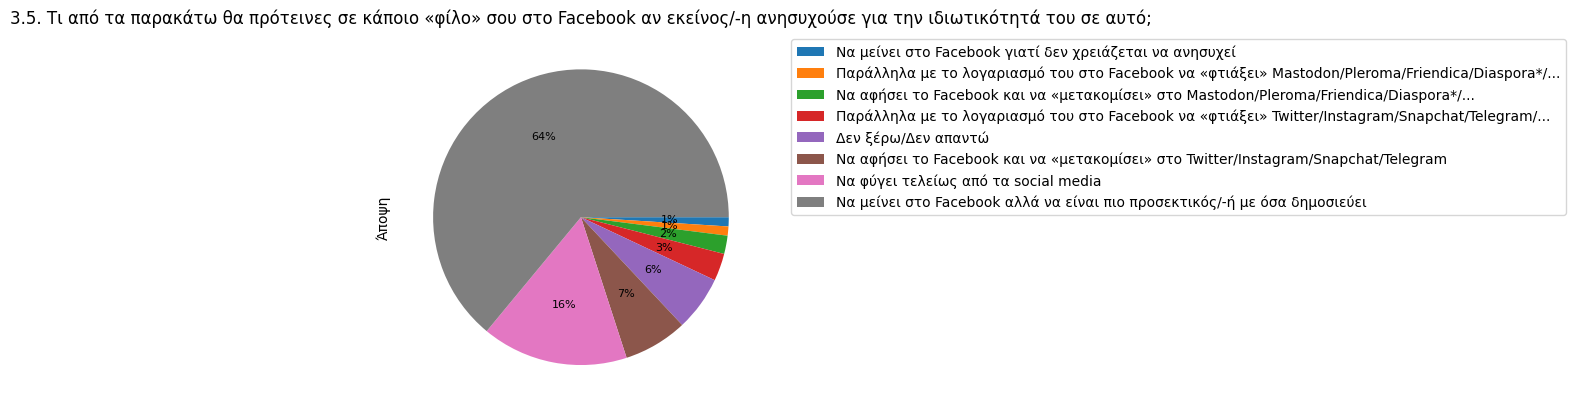 3.5. Τι από τα παρακάτω θα πρότεινες σε κάποιο «φίλο» σου στο Facebook αν εκείνος/-η ανησυχούσε για την ιδιωτικότητά του σε αυτό;
Να μείνει στο Facebook γιατί δεν χρειάζεται να ανησυχεί
Παράλληλα με το λογαριασμό του στο Facebook να «φτιάξει» Mastodon/Pleroma/Friendica/Diaspora*/...
Να αφήσει το Facebook και να «μετακομίσει» στο Mastodon/Pleroma/Friendica/Diaspora*/...
Παράλληλα με το λογαριασμό του στο Facebook να «φτιάξει» Twitter/Instagram/Snapchat/Telegram/...
Δεν ξέρω/Δεν απαντώ
Να αφήσει το Facebook και να «μετακομίσει» στο Twitter/Instagram/Snapchat/Telegram
Να φύγει τελείως από τα social media
Να μείνει στο Facebook αλλά να είναι πιο προσεκτικός/-ή με όσα δημοσιεύει
Άποψη
64%
1%
1%
2%
3%
6%
7%
16%